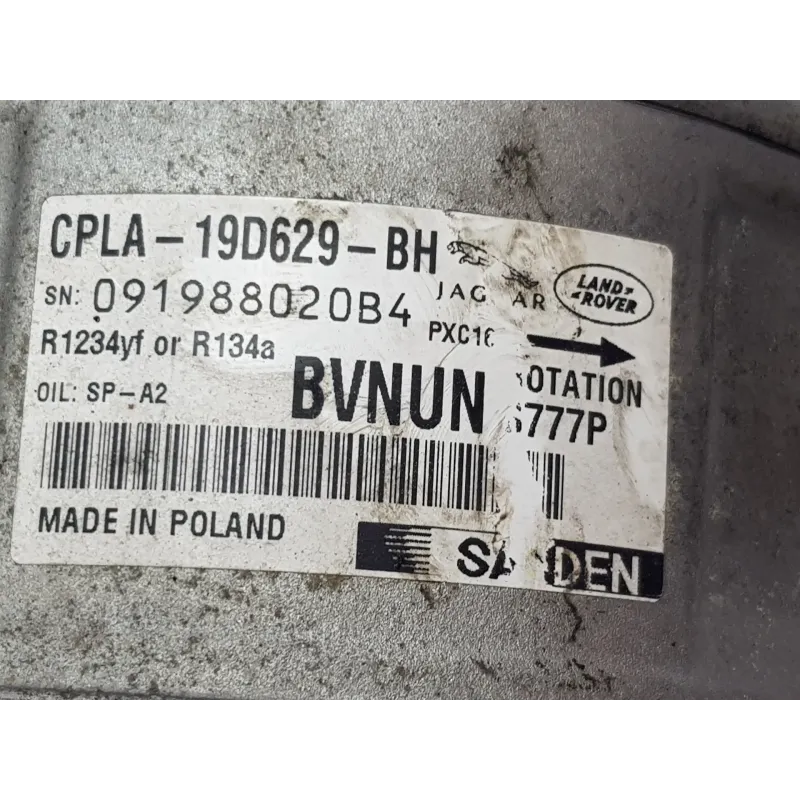 CPLA-19D629-BH
JAGUAR
LAND-
-ROVER
SN: 091988020B4
PXC16
R1234yf or R134a
OIL: SP-A2
BVNUN
ROTATION
6777P
MADE IN POLAND
SANDEN